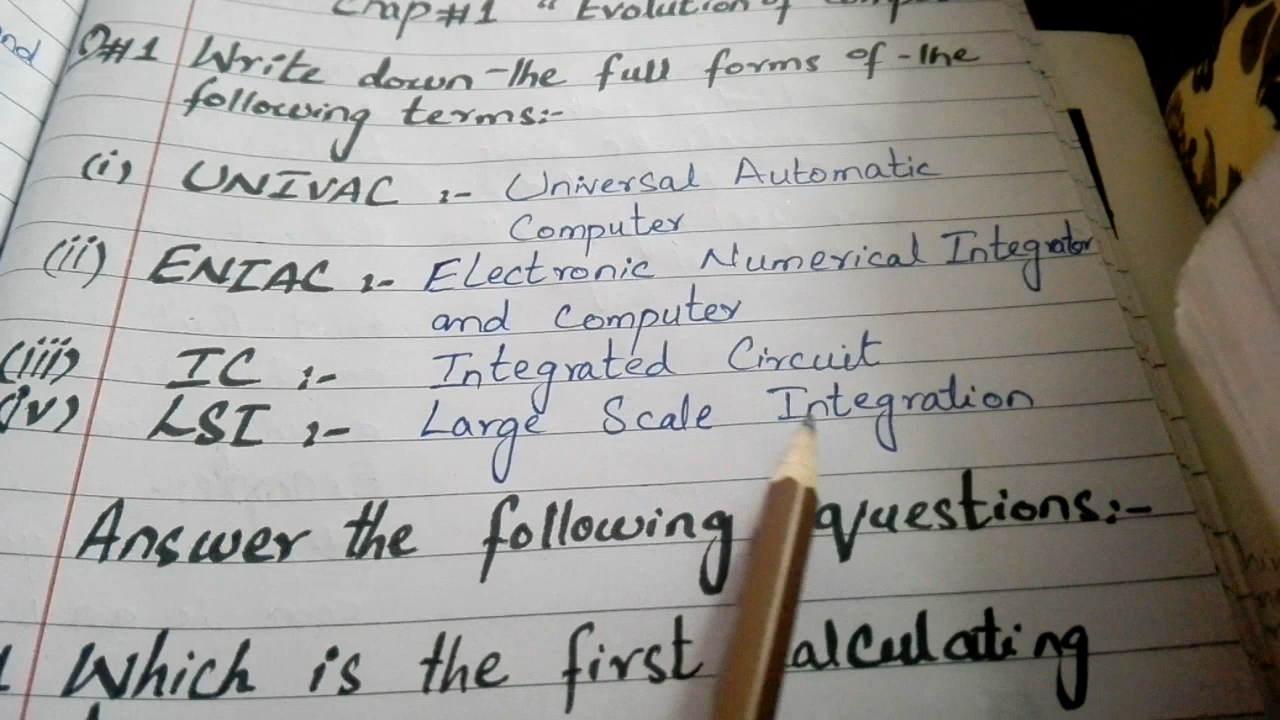 Chap#1 " Evolution of
Q#1 Write down the full forms of the
following terms:-
(i) UNIVAC :- Universal Automatic
Computer
(ii) ENIAC :- Electronic Numerical Integrator
and Computer
(iii) IC :- Integrated Circuit
(iv) LSI :- Large Scale Integration
Answer the following questions:-
Which is the first calculating